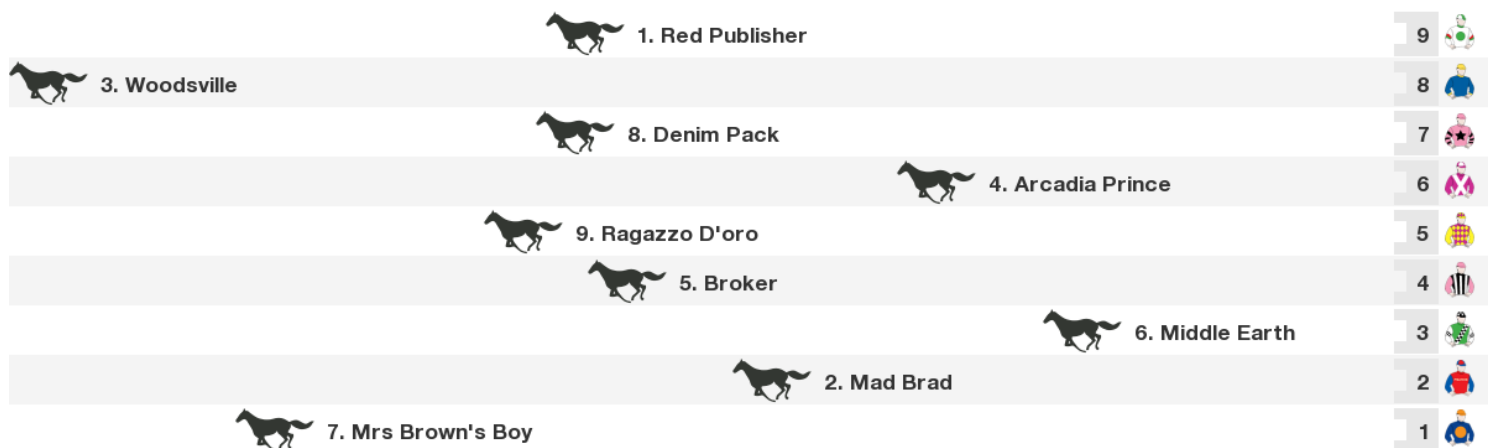 1. Red Publisher 9
3. Woodsville 8
8. Denim Pack 7
4. Arcadia Prince 6
9. Ragazzo D'oro 5
5. Broker 4
6. Middle Earth 3
2. Mad Brad 2
7. Mrs Brown's Boy 1